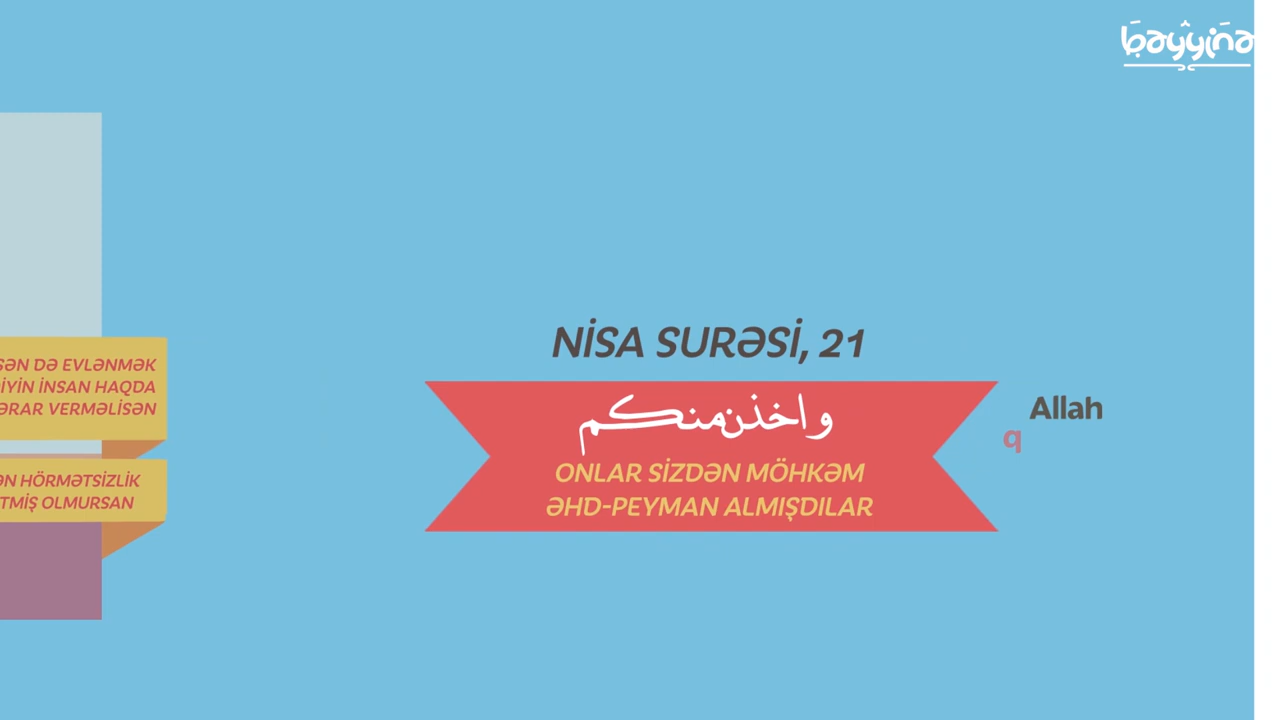 bəyyinə
SƏN DƏ EVLƏNMƏK
İYİN İNSAN HAQDA
ƏRAR VERMƏLİSƏN
ƏN HÖRMƏTSİZLİK
TMİŞ OLMURSAN
NİSA SURƏSİ, 21
واخذن منكم
ONLAR SİZDƏN MÖHKƏM
ƏHD-PEYMAN ALMIŞDILAR
Allah
q